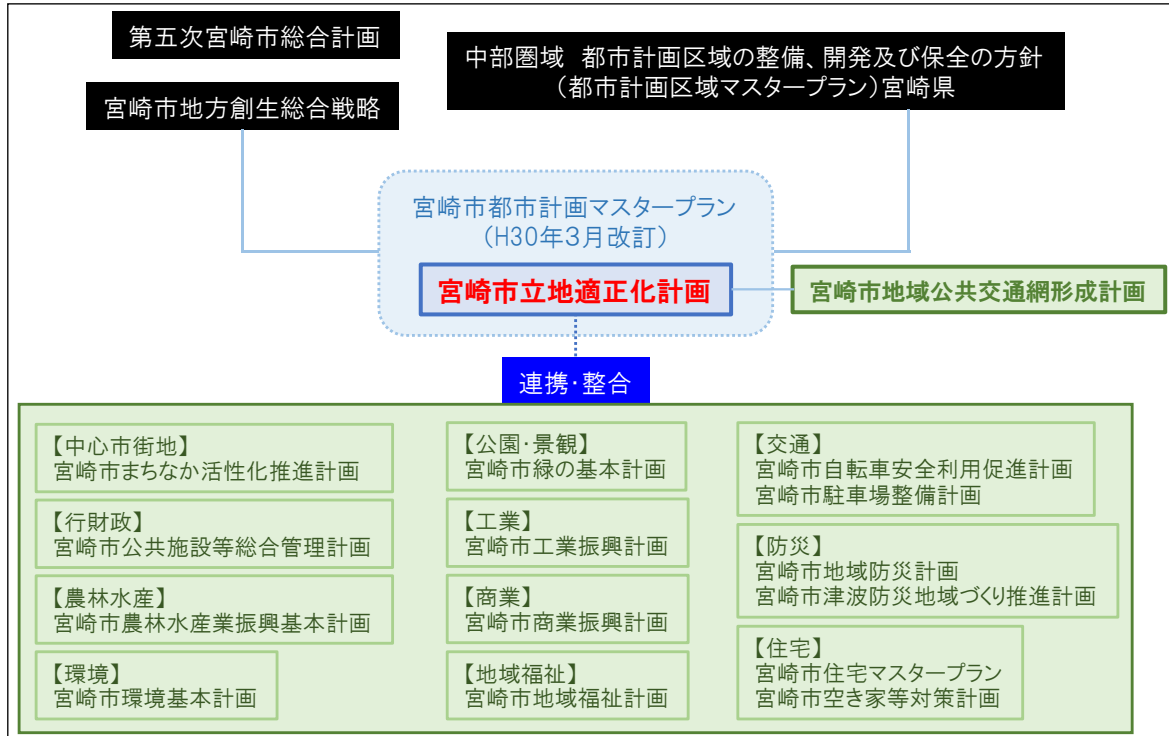 第五次宮崎市総合計画
宮崎市地方創生総合戦略
中部圏域　都市計画区域の整備、開発及び保全の方針
（都市計画区域マスタープラン）宮崎県
宮崎市都市計画マスタープラン
（H30年３月改訂）
宮崎市立地適正化計画
宮崎市地域公共交通網形成計画
連携・整合
【中心市街地】
宮崎市まちなか活性化推進計画
【行財政】
宮崎市公共施設等総合管理計画
【農林水産】
宮崎市農林水産業振興基本計画
【環境】
宮崎市環境基本計画
【公園・景観】
宮崎市緑の基本計画
【工業】
宮崎市工業振興計画
【商業】
宮崎市商業振興計画
【地域福祉】
宮崎市地域福祉計画
【交通】
宮崎市自転車安全利用促進計画
宮崎市駐車場整備計画
【防災】
宮崎市地域防災計画
宮崎市津波防災地域づくり推進計画
【住宅】
宮崎市住宅マスタープラン
宮崎市空き家等対策計画